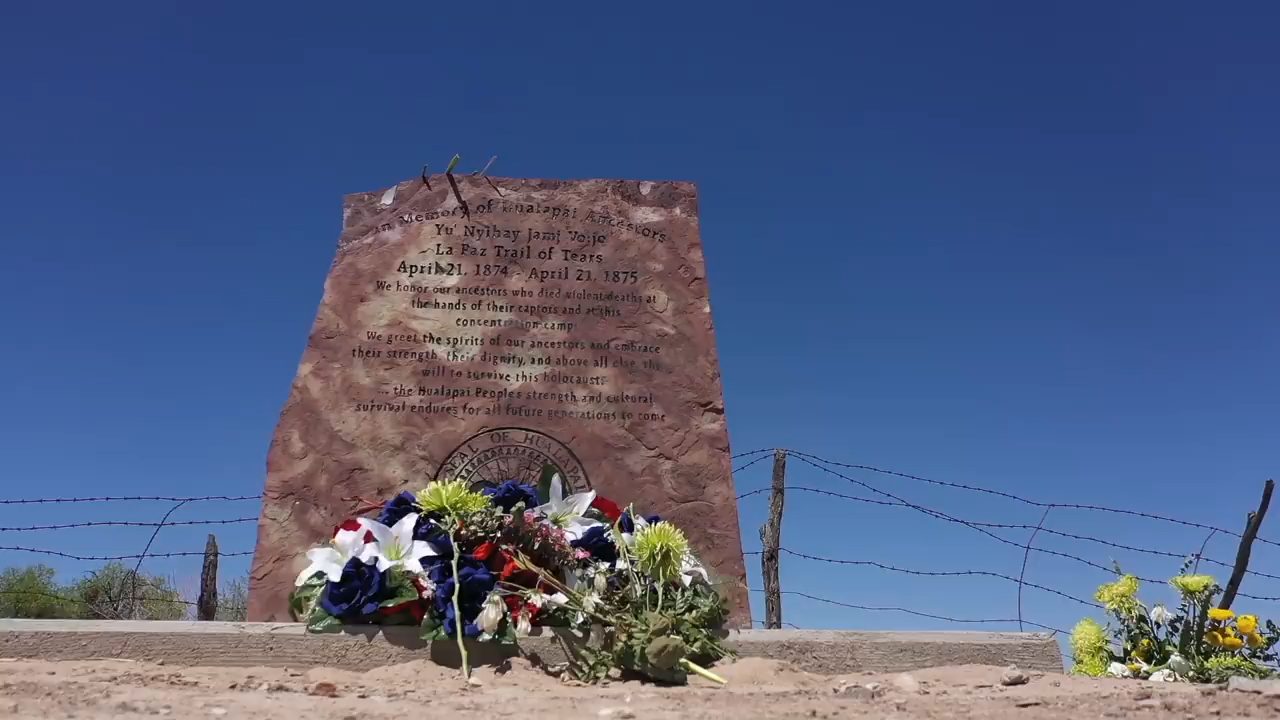 In Memory of Hualapai Ancestors
Yu' Nyihay Jami Vo:jo
La Paz Trail of Tears
April 21, 1874 - April 21, 1875
We honor our ancestors who died violent deaths at
the hands of their captors and at this
concentration camp.
We greet the spirits of our ancestors and embrace
their strength, their dignity, and above all else, the
will to survive this holocaust.
... the Hualapai People's strength and cultural
survival endures for all future generations to come
SEAL OF HUALAPAI